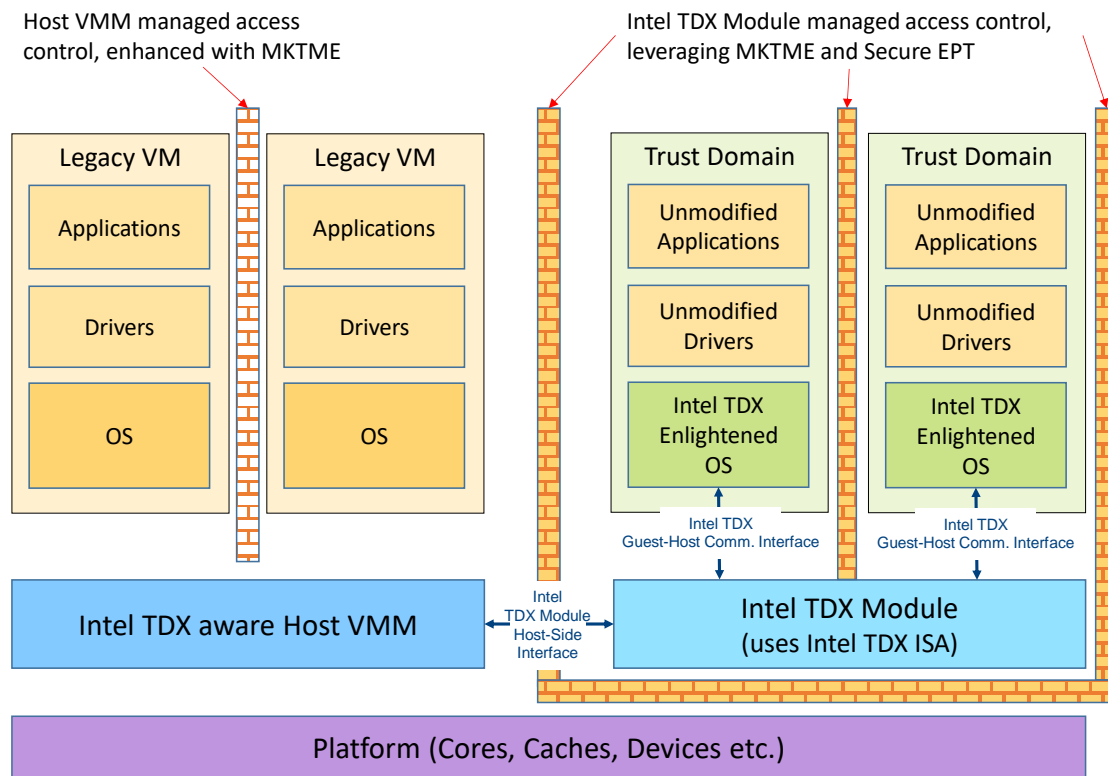 Host VMM managed access
control, enhanced with MKTME
Intel TDX Module managed access control,
leveraging MKTME and Secure EPT
Legacy VM
Applications
Drivers
OS
Legacy VM
Applications
Drivers
OS
Trust Domain
Unmodified
Applications
Unmodified
Drivers
Intel TDX
Enlightened
OS
Trust Domain
Unmodified
Applications
Unmodified
Drivers
Intel TDX
Enlightened
OS
Intel TDX
Guest-Host Comm. Interface
Intel TDX
Guest-Host Comm. Interface
Intel TDX aware Host VMM
Intel
TDX Module
Host-Side
Interface
Intel TDX Module
(uses Intel TDX ISA)
Platform (Cores, Caches, Devices etc.)